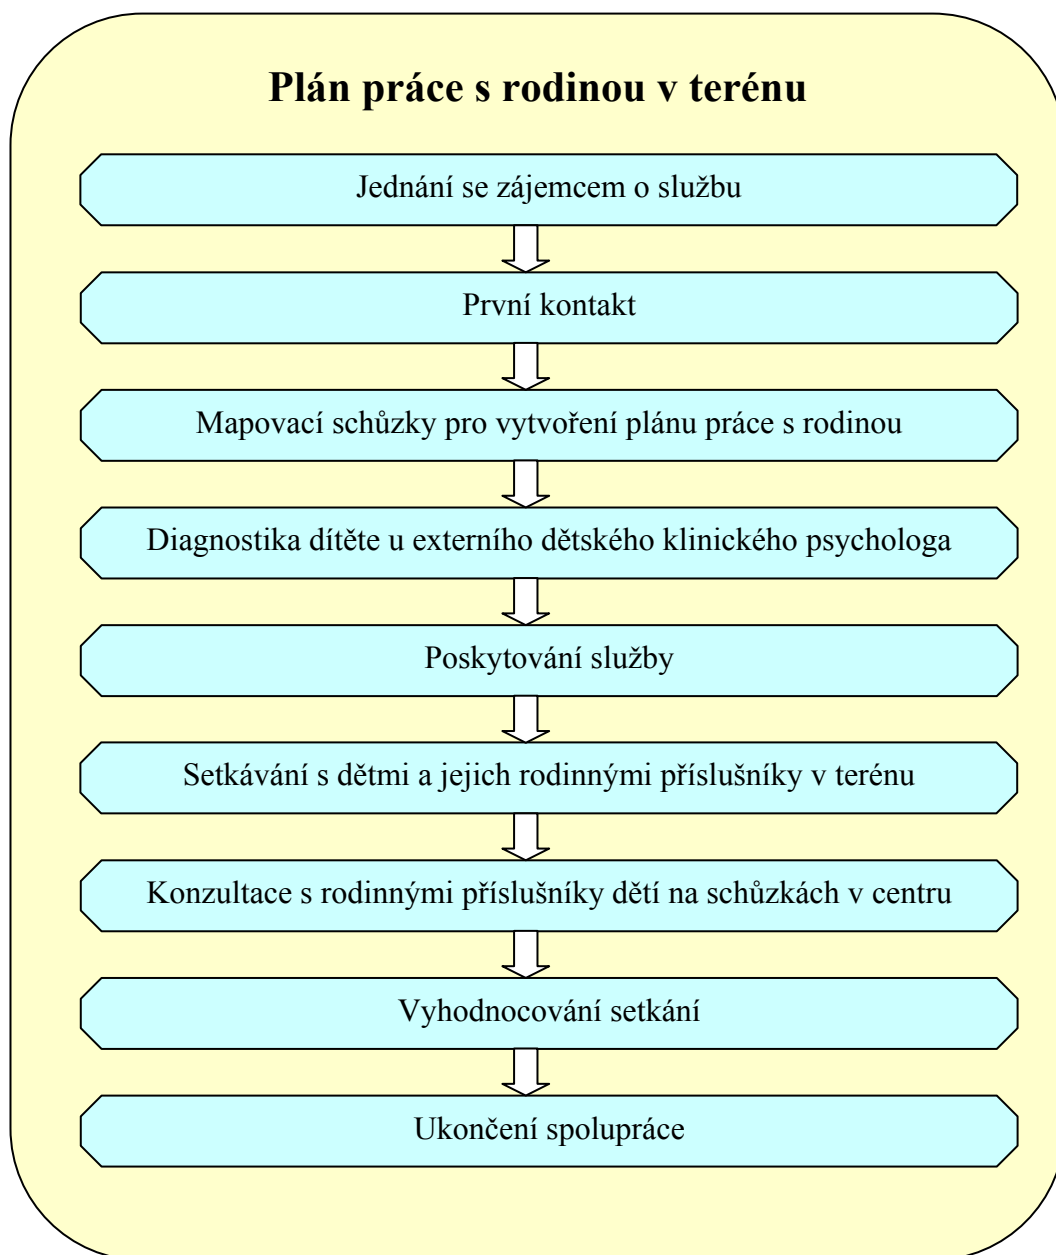 Plán práce s rodinou v terénu
Jednání se zájemcem o službu
První kontakt
Mapovací schůzky pro vytvoření plánu práce s rodinou
Diagnostika dítěte u externího dětského klinického psychologa
Poskytování služby
Setkávání s dětmi a jejich rodinnými příslušníky v terénu
Konzultace s rodinnými příslušníky dětí na schůzkách v centru
Vyhodnocování setkání
Ukončení spolupráce